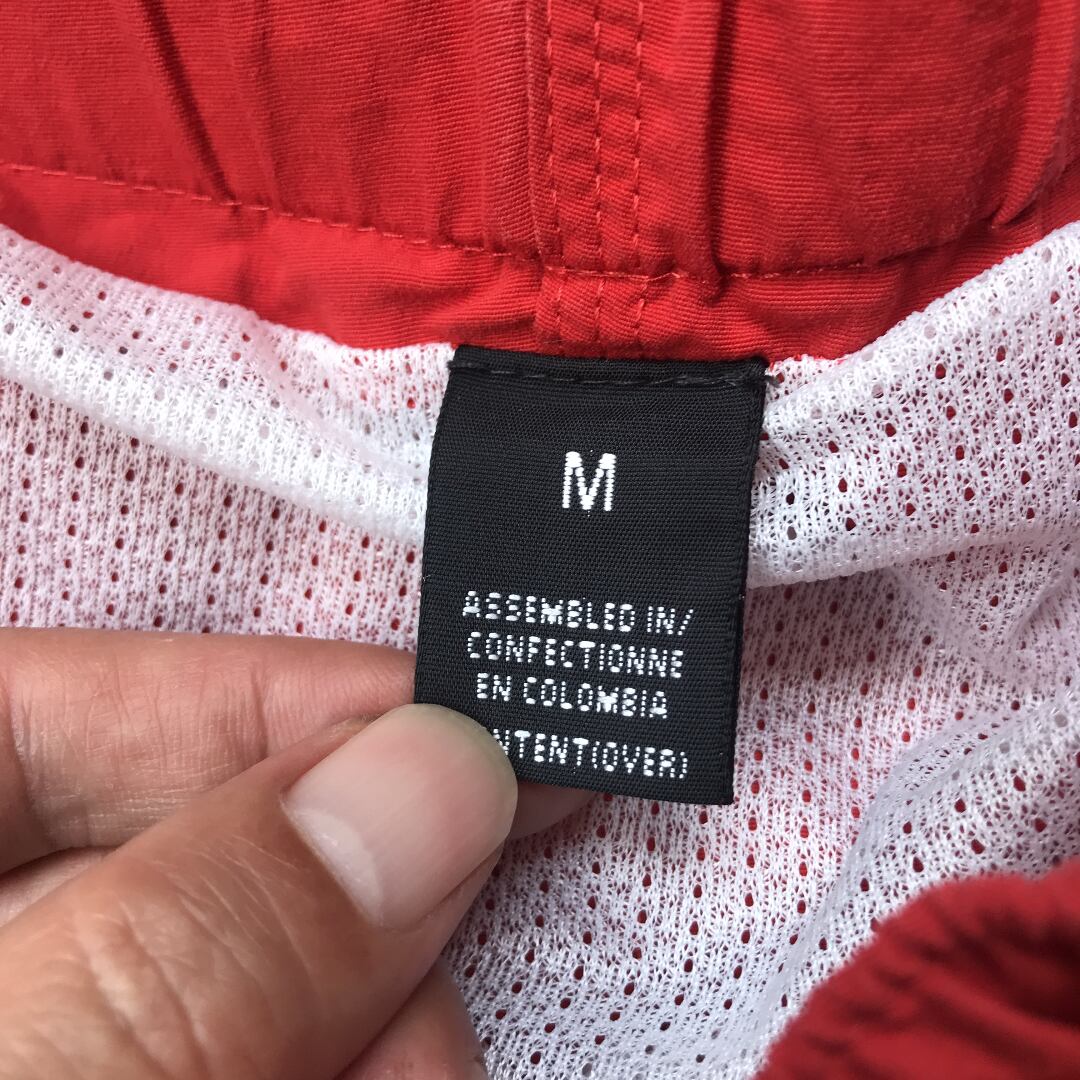 M
ASSEMBLED IN/
CONFECTIONNE
EN COLOMBIA
NTENT(OVER)